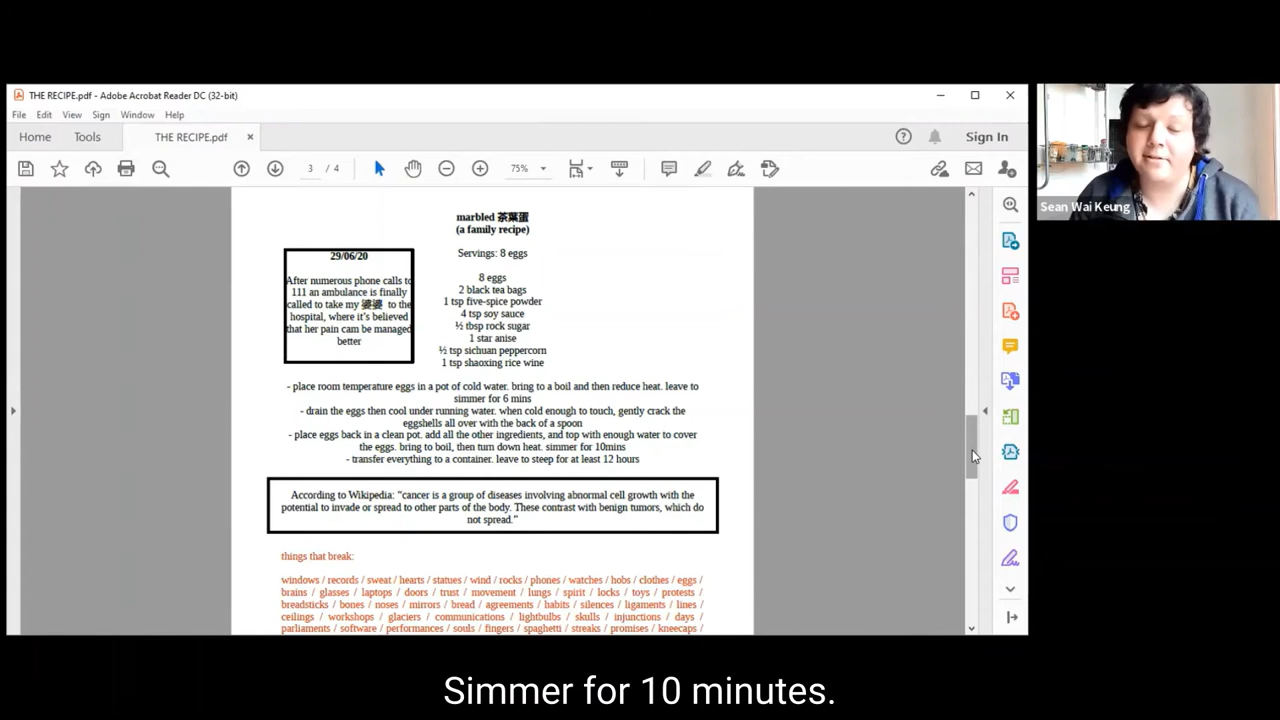 THE RECIPE.pdf - Adobe Acrobat Reader DC (32-bit)
File Edit View Sign Window Help
Home Tools THE RECIPE.pdf × Sign In
3 / 4 75%
Sean Wai Keung
marbled 茶葉蛋
(a family recipe)
Servings: 8 eggs
8 eggs
2 black tea bags
1 tsp five-spice powder
4 tsp soy sauce
½ tbsp rock sugar
1 star anise
½ tsp sichuan peppercorn
1 tsp shaoxing rice wine
29/06/20
After numerous phone calls to
111 an ambulance is finally
called to take my 婆婆 to the
hospital, where it's believed
that her pain cam be managed
better
- place room temperature eggs in a pot of cold water. bring to a boil and then reduce heat. leave to
simmer for 6 mins
- drain the eggs then cool under running water. when cold enough to touch, gently crack the
eggshells all over with the back of a spoon
- place eggs back in a clean pot. add all the other ingredients, and top with enough water to cover
the eggs. bring to boil, then turn down heat. simmer for 10mins
- transfer everything to a container. leave to steep for at least 12 hours
According to Wikipedia: "cancer is a group of diseases involving abnormal cell growth with the
potential to invade or spread to other parts of the body. These contrast with benign tumors, which do
not spread."
things that break:
windows / records / sweat / hearts / statues / wind / rocks / phones / watches / hobs / clothes / eggs /
brains / glasses / laptops / doors / trust / movement / lungs / spirit / locks / toys / protests /
breadsticks / bones / noses / mirrors / bread / agreements / habits / silences / ligaments / lines /
ceilings / workshops / glaciers / communications / lightbulbs / skulls / injunctions / days /
parliaments / software / performances / souls / fingers / spaghetti / streaks / promises / kneecaps /
Simmer for 10 minutes.